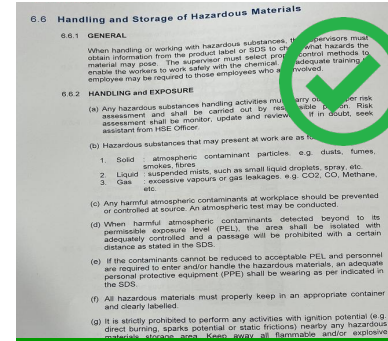 6.6 Handling and Storage of Hazardous Materials
6.6.1 GENERAL
When handling or working with hazardous substances, the supervisors must
obtain information from the product label or SDS to ch what hazards the
material may pose. The supervisor must select prop control methods to
enable the workers to work safely with the chemical. adequate training
employee may be required to those employees who a involved.
6.6.2 HANDLING and EXPOSURE
(a) Any hazardous substances handling activities mu carry ou per risk
assessment and shall be carried out by res sible p on. Risk
assessment shall be monitor, update and review If in doubt, seek
assistant from HSE Officer.
(b) Hazardous substances that may present at work are as fo
1. Solid : atmospheric contaminant particles. e.g. dusts, fumes,
smokes, fibres
2. Liquid : suspended mists, such as small liquid droplets, spray, etc.
3. Gas : excessive vapours or gas leakages. e.g. CO2, CO, Methane,
etc.
(c) Any harmful atmospheric contaminants at workplace should be prevented
or controlled at source. An atmospheric test may be conducted.
(d) When harmful atmospheric contaminants detected beyond to its
permissible exposure level (PEL), the area shall be isolated with
adequately controlled and a passage will be prohibited with a certain
distance as stated in the SDS.
(e) If the contaminants cannot be reduced to acceptable PEL and personnel
are required to enter and/or handle the hazardous materials, an adequate
personal protective equipment (PPE) shall be wearing as per indicated in
the SDS.
(f) All hazardous materials must properly keep in an appropriate container
and clearly labelled.
(g) It is strictly prohibited to perform any activities with ignition potential (e.g.
direct burning, sparks potential or static frictions) nearby any hazardous
materials storage area. Keep away all flammable and/or explosive